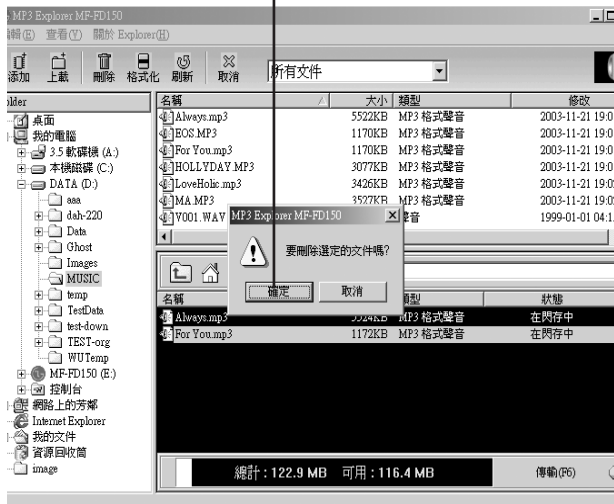 MP3 Explorer MF-FD150
編輯(E) 查看(V) 關於 Explorer(H)
添加 上載 刪除 格式化 刷新 取消 所有文件
Folder
桌面
我的電腦
3.5 軟碟機 (A:)
本機磁碟 (C:)
DATA (D:)
aaa
dah-220
Data
Ghost
Images
MUSIC
temp
TestData
test-down
TEST-org
WUTemp
MF-FD150 (E:)
控制台
網路上的芳鄰
Internet Explorer
我的文件
資源回收筒
image
名稱 大小 類型 修改
Always.mp3 5522KB MP3 格式聲音 2003-11-21 19:0
EOS.MP3 1170KB MP3 格式聲音 2003-11-21 19:0
For You.mp3 1170KB MP3 格式聲音 2003-11-21 19:0
HOLLYDAY.MP3 3077KB MP3 格式聲音 2003-11-21 19:0
LoveHolic.mp3 3426KB MP3 格式聲音 2003-11-21 19:0
MA.MP3 3527KB MP3 格式聲音 2003-11-21 19:0
V001.WAV 聲音 1999-01-01 04:1
MP3 Explorer MF-FD150
要刪除選定的文件嗎?
確定 取消
名稱 類型 狀態
Always.mp3 5524KB MP3 格式聲音 在閃存中
For You.mp3 1172KB MP3 格式聲音 在閃存中
總計 : 122.9 MB 可用 : 116.4 MB 傳輸(F6)